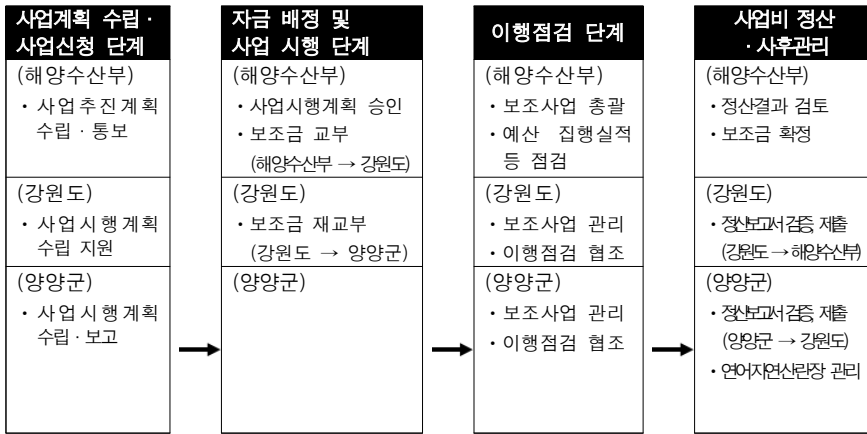 사업계획 수립·
사업신청 단계
(해양수산부)
・사업추진계획
수립·통보
(강원도)
・사업시행계획
수립 지원
(양양군)
・사업시행계획
수립·보고
자금 배정 및
사업 시행 단계
(해양수산부)
・사업시행계획 승인
・보조금 교부
(해양수산부 → 강원도)
(강원도)
・보조금 재교부
(강원도 → 양양군)
(양양군)
이행점검 단계
(해양수산부)
・보조사업 총괄
・예산 집행실적
등 점검
(강원도)
・보조사업 관리
・이행점검 협조
(양양군)
・보조사업 관리
・이행점검 협조
사업비 정산
·사후관리
(해양수산부)
・정산결과 검토
・보조금 확정
(강원도)
・정산보고서 검증, 제출
(강원도→해양수산부)
(양양군)
・정산보고서 검증, 제출
(양양군 → 강원도)
・연어자연산란장 관리